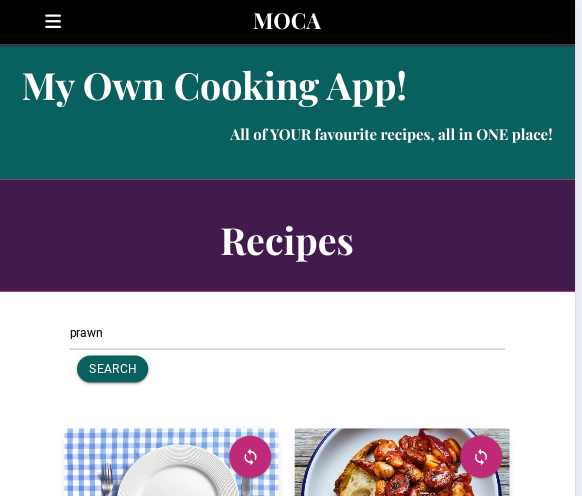 MOCA
My Own Cooking App!
All of YOUR favourite recipes, all in ONE place!
Recipes
prawn
SEARCH